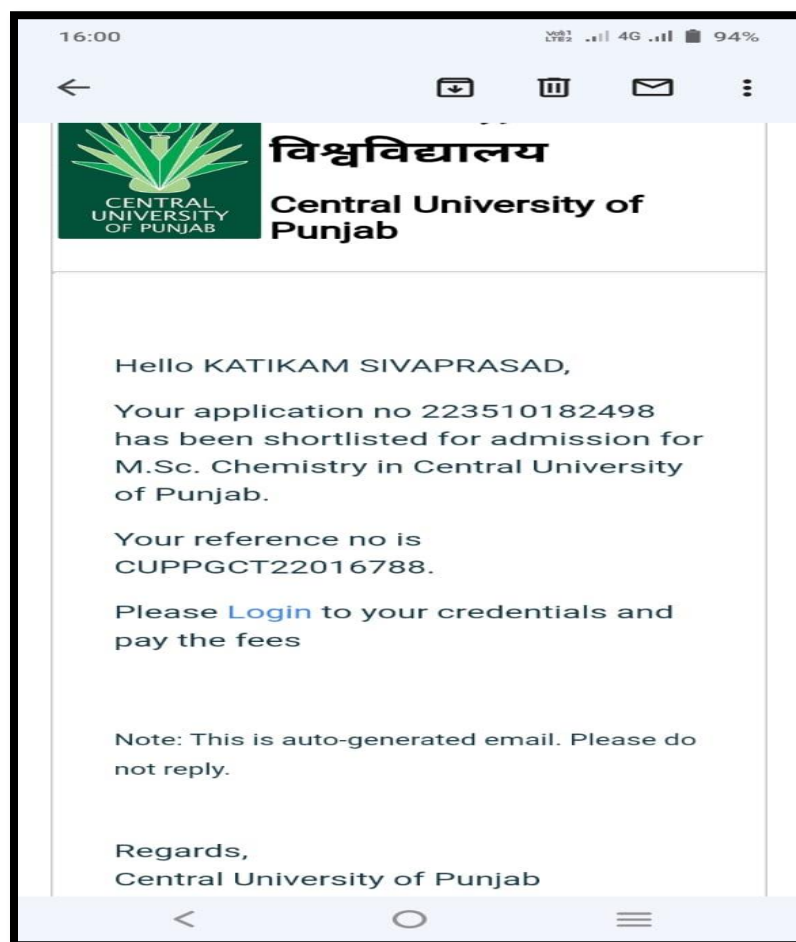 16:00
Vo)) 1
LTE2
4G
94%
विश्वविद्यालय
CENTRAL
UNIVERSITY
OF PUNJAB
Central University of
Punjab
Hello KATIKAM SIVAPRASAD,
Your application no 223510182498
has been shortlisted for admission for
M.Sc. Chemistry in Central University
of Punjab.
Your reference no is
CUPPGCT22016788.
Please Login to your credentials and
pay the fees
Note: This is auto-generated email. Please do
not reply.
Regards,
Central University of Punjab